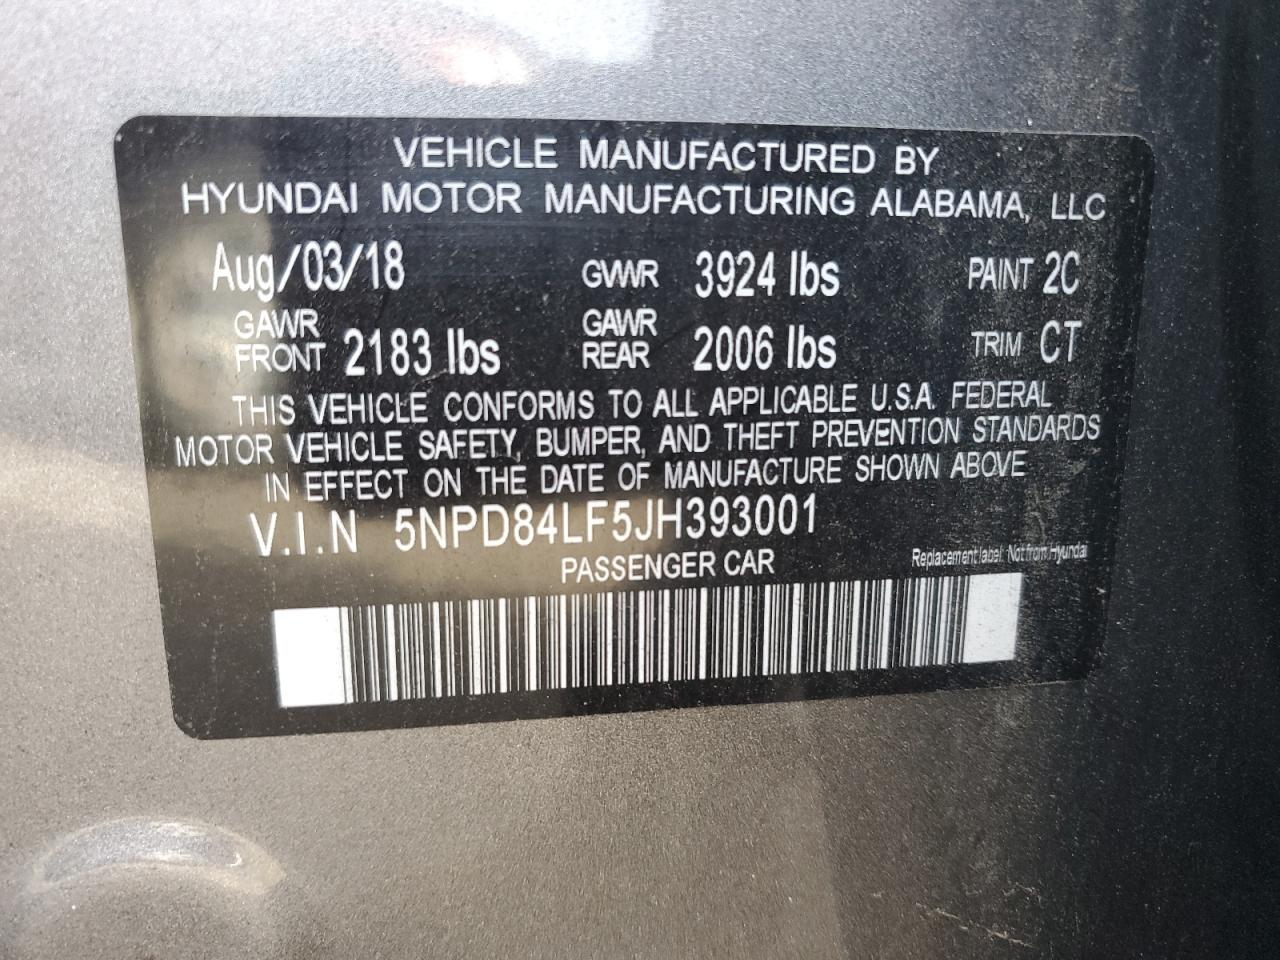 VEHICLE MANUFACTURED BY
HYUNDAI MOTOR MANUFACTURING ALABAMA, LLC
Aug/03/18 GVWR 3924 lbs PAINT 2C
GAWR FRONT 2183 lbs GAWR REAR 2006 lbs TRIM CT
THIS VEHICLE CONFORMS TO ALL APPLICABLE U.S.A. FEDERAL
MOTOR VEHICLE SAFETY, BUMPER, AND THEFT PREVENTION STANDARDS
IN EFFECT ON THE DATE OF MANUFACTURE SHOWN ABOVE
V.I.N 5NPD84LF5JH393001
PASSENGER CAR Replacement label. Not from Hyundai